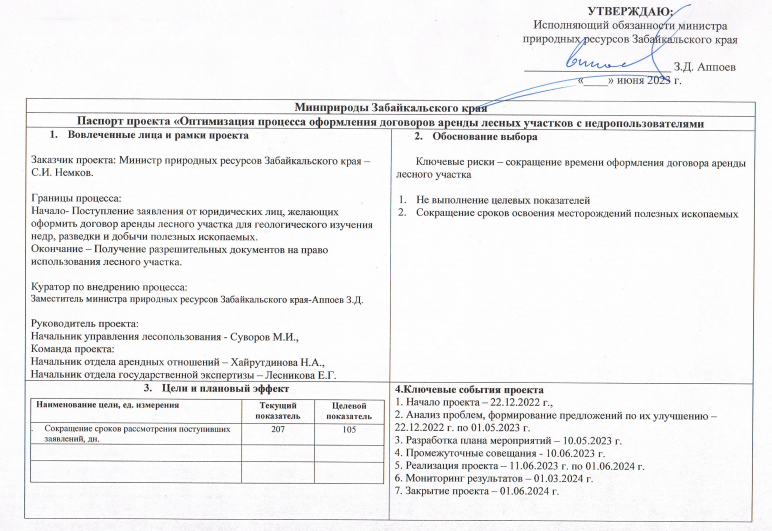 УТВЕРЖДАЮ:
Исполняющий обязанности министра
природных ресурсов Забайкальского края
З.Д. Аппоев
«____» июня 2023 г.
Минприроды Забайкальского края
Паспорт проекта «Оптимизация процесса оформления договоров аренды лесных участков с недропользователями
1. Вовлеченные лица и рамки проекта
Заказчик проекта: Министр природных ресурсов Забайкальского края –
С.И. Немков.
Границы процесса:
Начало- Поступление заявления от юридических лиц, желающих
оформить договор аренды лесного участка для геологического изучения
недр, разведки и добычи полезных ископаемых.
Окончание – Получение разрешительных документов на право
использования лесного участка.
Куратор по внедрению процесса:
Заместитель министра природных ресурсов Забайкальского края-Аппоев З.Д.
Руководитель проекта:
Начальник управления лесопользования - Суворов М.И.,
Команда проекта:
Начальник отдела арендных отношений – Хайрутдинова Н.А.,
Начальник отдела государственной экспертизы – Лесникова Е.Г.
2. Обоснование выбора
Ключевые риски – сокращение времени оформления договора аренды
лесного участка
1. Не выполнение целевых показателей
2. Сокращение сроков освоения месторождений полезных ископаемых
3. Цели и плановый эффект
Наименование цели, ед. измерения
Текущий
показатель
Целевой
показатель
Сокращение сроков рассмотрения поступивших
заявлений, дн.
207
105
4.Ключевые события проекта
1. Начало проекта – 22.12.2022 г.,
2. Анализ проблем, формирование предложений по их улучшению –
22.12.2022 г. по 01.05.2023 г.
3. Разработка плана мероприятий – 10.05.2023 г.
4. Промежуточные совещания - 10.06.2023 г.
5. Реализация проекта – 11.06.2023 г. по 01.06.2024 г.
6. Мониторинг результатов – 01.03.2024 г.
7. Закрытие проекта – 01.06.2024 г.